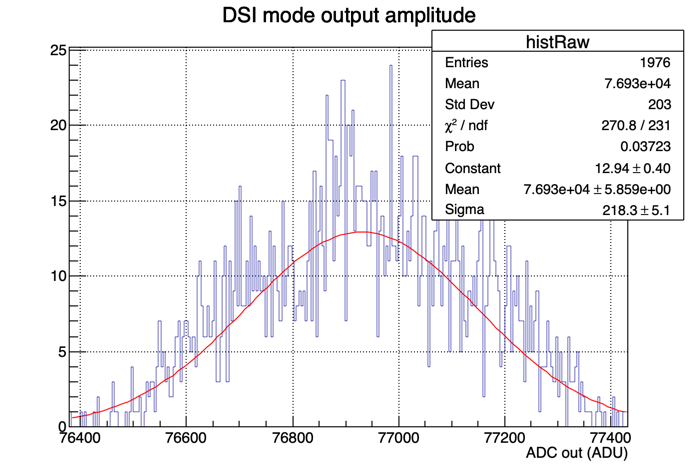 DSI mode output amplitude
histRaw
Entries 1976
Mean 7.693e+04
Std Dev 203
χ² / ndf 270.8 / 231
Prob 0.03723
Constant 12.94 ± 0.40
Mean 7.693e+04 ± 5.859e+00
Sigma 218.3 ± 5.1
25
20
15
10
5
0
76400 76600 76800 77000 77200 77400
ADC out (ADU)